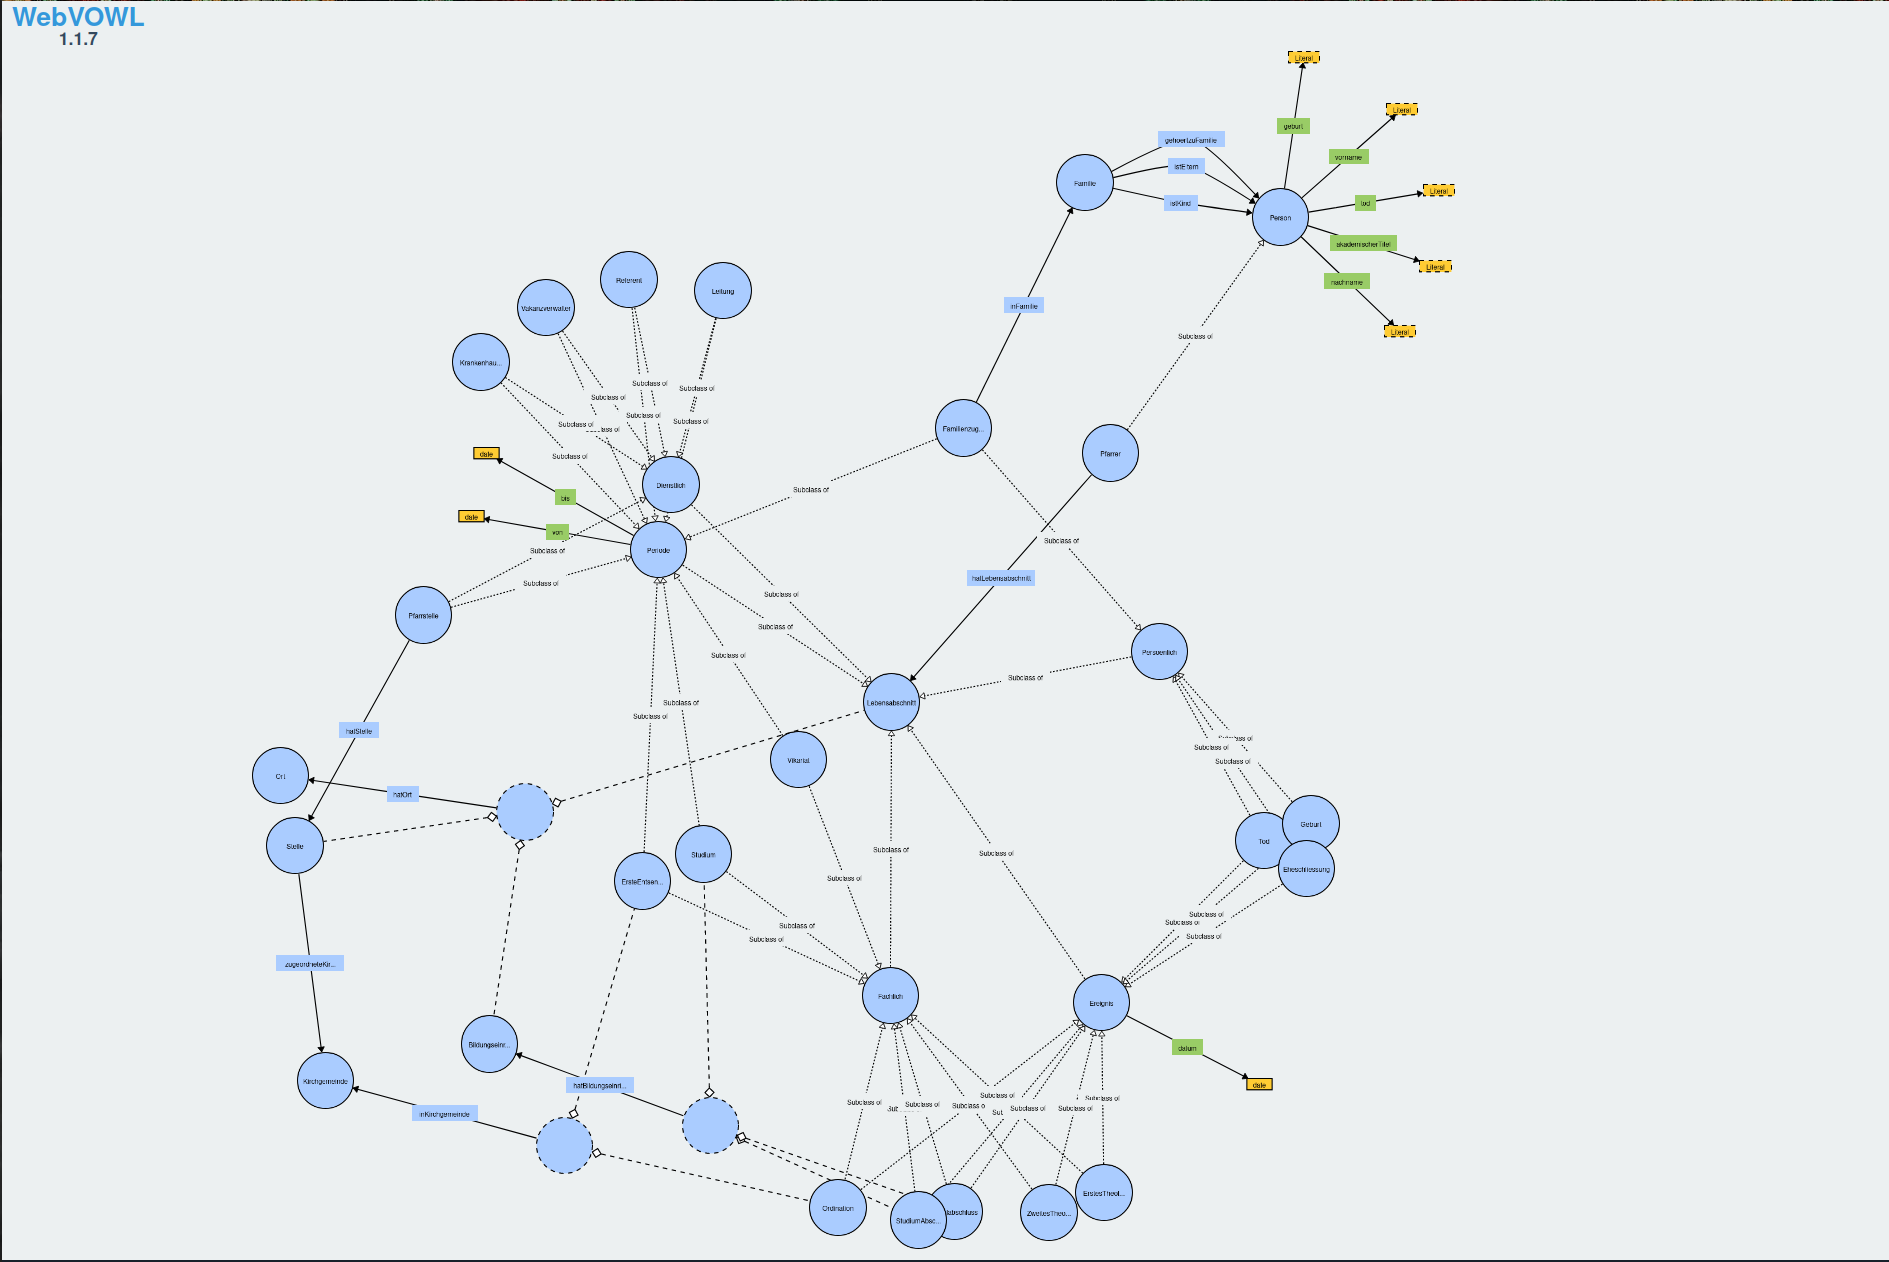 WebVOWL
1.1.7
Literal
Literal
geburt
gehoertzuFamilie
vorname
istEltern
Familie
Literal
istKind
tod
Person
akademischerTitel
Literal
nachname
Referent
Leitung
Vakanzverwalter
inFamilie
Literal
Subclass of
Krankenhau...
Subclass of
Subclass of
Subclass of
Subclass of
Subclass of
Subclass of
Familienzug...
Pfarrer
date
Subclass of
Dienstlich
Subclass of
bis
date
von
Subclass of
Periode
Subclass of
Subclass of
hatLebensabschnitt
Subclass of
Pfarrstelle
Subclass of
Subclass of
Persoenlich
Subclass of
Subclass of
Lebensabschnitt
Subclass of
hatStelle
Subclass of
Subclass of
Vikariat
Subclass of
Ort
hatOrt
Geburt
Tod
Stelle
Subclass of
Studium
Subclass of
Eheschliessung
Subclass of
ErsteEntsen...
Subclass of
Subclass of
Subclass of
Subclass of
Subclass of
zugeordneteKir...
Fachlich
Ereignis
Bildungseinr...
datum
Kirchgemeinde
hatBildungseinri...
date
Subclass of
Subclass of
Subclass of
Subclass of
Subclass of
Subclass of
inKirchgemeinde
ErstesTheol...
Ordination
abschluss
ZweitesTheo...
StudiumAbsc...